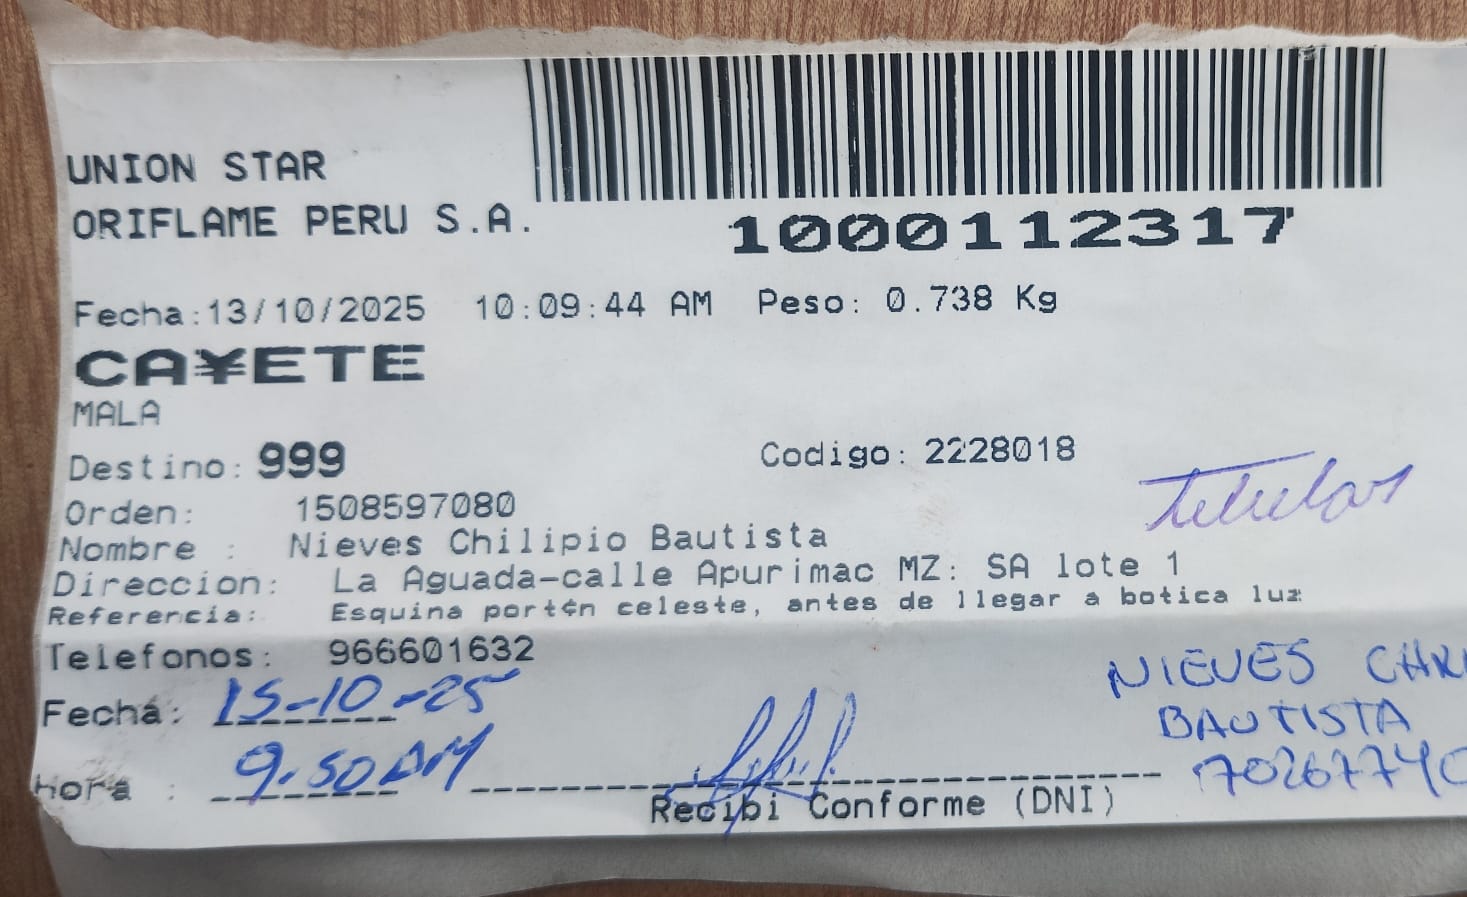 UNION STAR
ORIFLAME PERU S.A.
1000112317
Fecha:13/10/2025 10:09:44 AM Peso: 0.738 Kg
CA¥ETE
MALA
Destino: 999 Codigo: 2228018
Orden: 1508597080
Nombre : Nieves Chilipio Bautista
Direccion: La Aguada-calle Apurimac MZ: SA lote 1
Referencia: Esquina port¢n celeste, antes de llegar a botica luz
Telefonos: 966601632
Fecha: 15-10-25
NIEVES
BAUTISTA
Hora : 9.50 AM
Recibi Conforme (DNI)